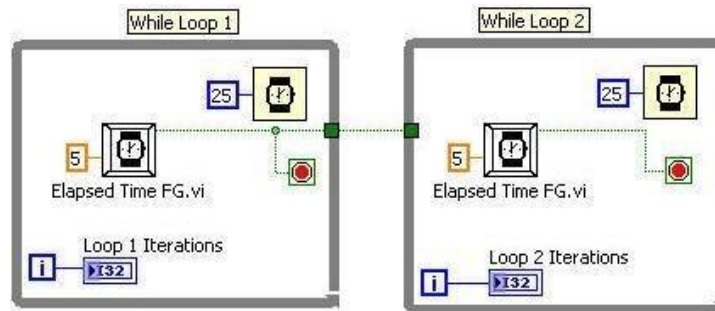 While Loop 1
While Loop 2
25
25
5
5
Elapsed Time FG.vi
Elapsed Time FG.vi
Loop 1 Iterations
Loop 2 Iterations
i
I32
i
I32